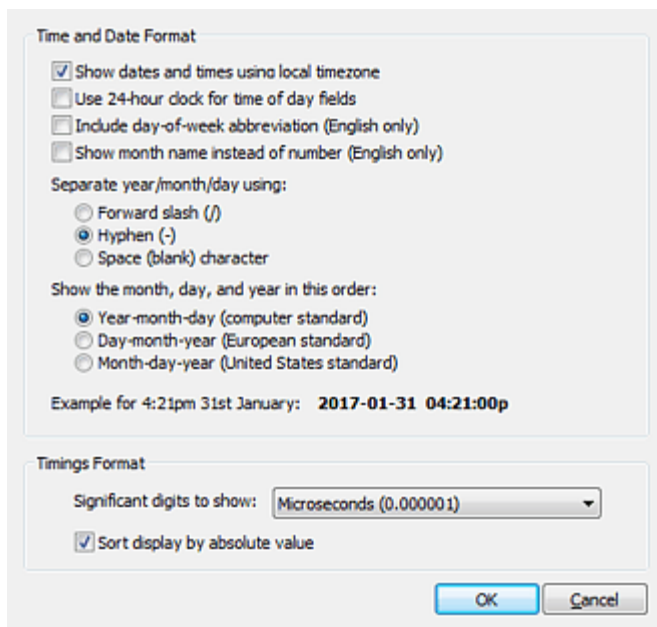 Time and Date Format
Show dates and times using local timezone
Use 24-hour clock for time of day fields
Include day-of-week abbreviation (English only)
Show month name instead of number (English only)
Separate year/month/day using:
Forward slash (/)
Hyphen (-)
Space (blank) character
Show the month, day, and year in this order:
Year-month-day (computer standard)
Day-month-year (European standard)
Month-day-year (United States standard)
Example for 4:21pm 31st January: 2017-01-31 04:21:00p
Timings Format
Significant digits to show: Microseconds (0.000001)
Sort display by absolute value
OK Cancel